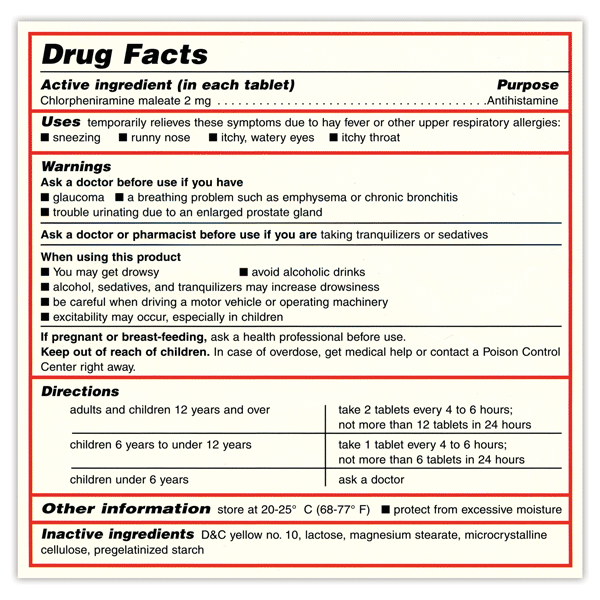 Drug Facts
Active ingredient (in each tablet) Purpose
Chlorpheniramine maleate 2 mg . . . . . . . . . . . . . . . . . . . . . . . . . . . . . . . . . . . . . . . Antihistamine
Uses temporarily relieves these symptoms due to hay fever or other upper respiratory allergies:
■ sneezing ■ runny nose ■ itchy, watery eyes ■ itchy throat
Warnings
Ask a doctor before use if you have
■ glaucoma ■ a breathing problem such as emphysema or chronic bronchitis
■ trouble urinating due to an enlarged prostate gland
Ask a doctor or pharmacist before use if you are taking tranquilizers or sedatives
When using this product
■ You may get drowsy ■ avoid alcoholic drinks
■ alcohol, sedatives, and tranquilizers may increase drowsiness
■ be careful when driving a motor vehicle or operating machinery
■ excitability may occur, especially in children
If pregnant or breast-feeding, ask a health professional before use.
Keep out of reach of children. In case of overdose, get medical help or contact a Poison Control
Center right away.
Directions
adults and children 12 years and over take 2 tablets every 4 to 6 hours;
not more than 12 tablets in 24 hours
children 6 years to under 12 years take 1 tablet every 4 to 6 hours;
not more than 6 tablets in 24 hours
children under 6 years ask a doctor
Other information store at 20-25° C (68-77° F) ■ protect from excessive moisture
Inactive ingredients D&C yellow no. 10, lactose, magnesium stearate, microcrystalline
cellulose, pregelatinized starch